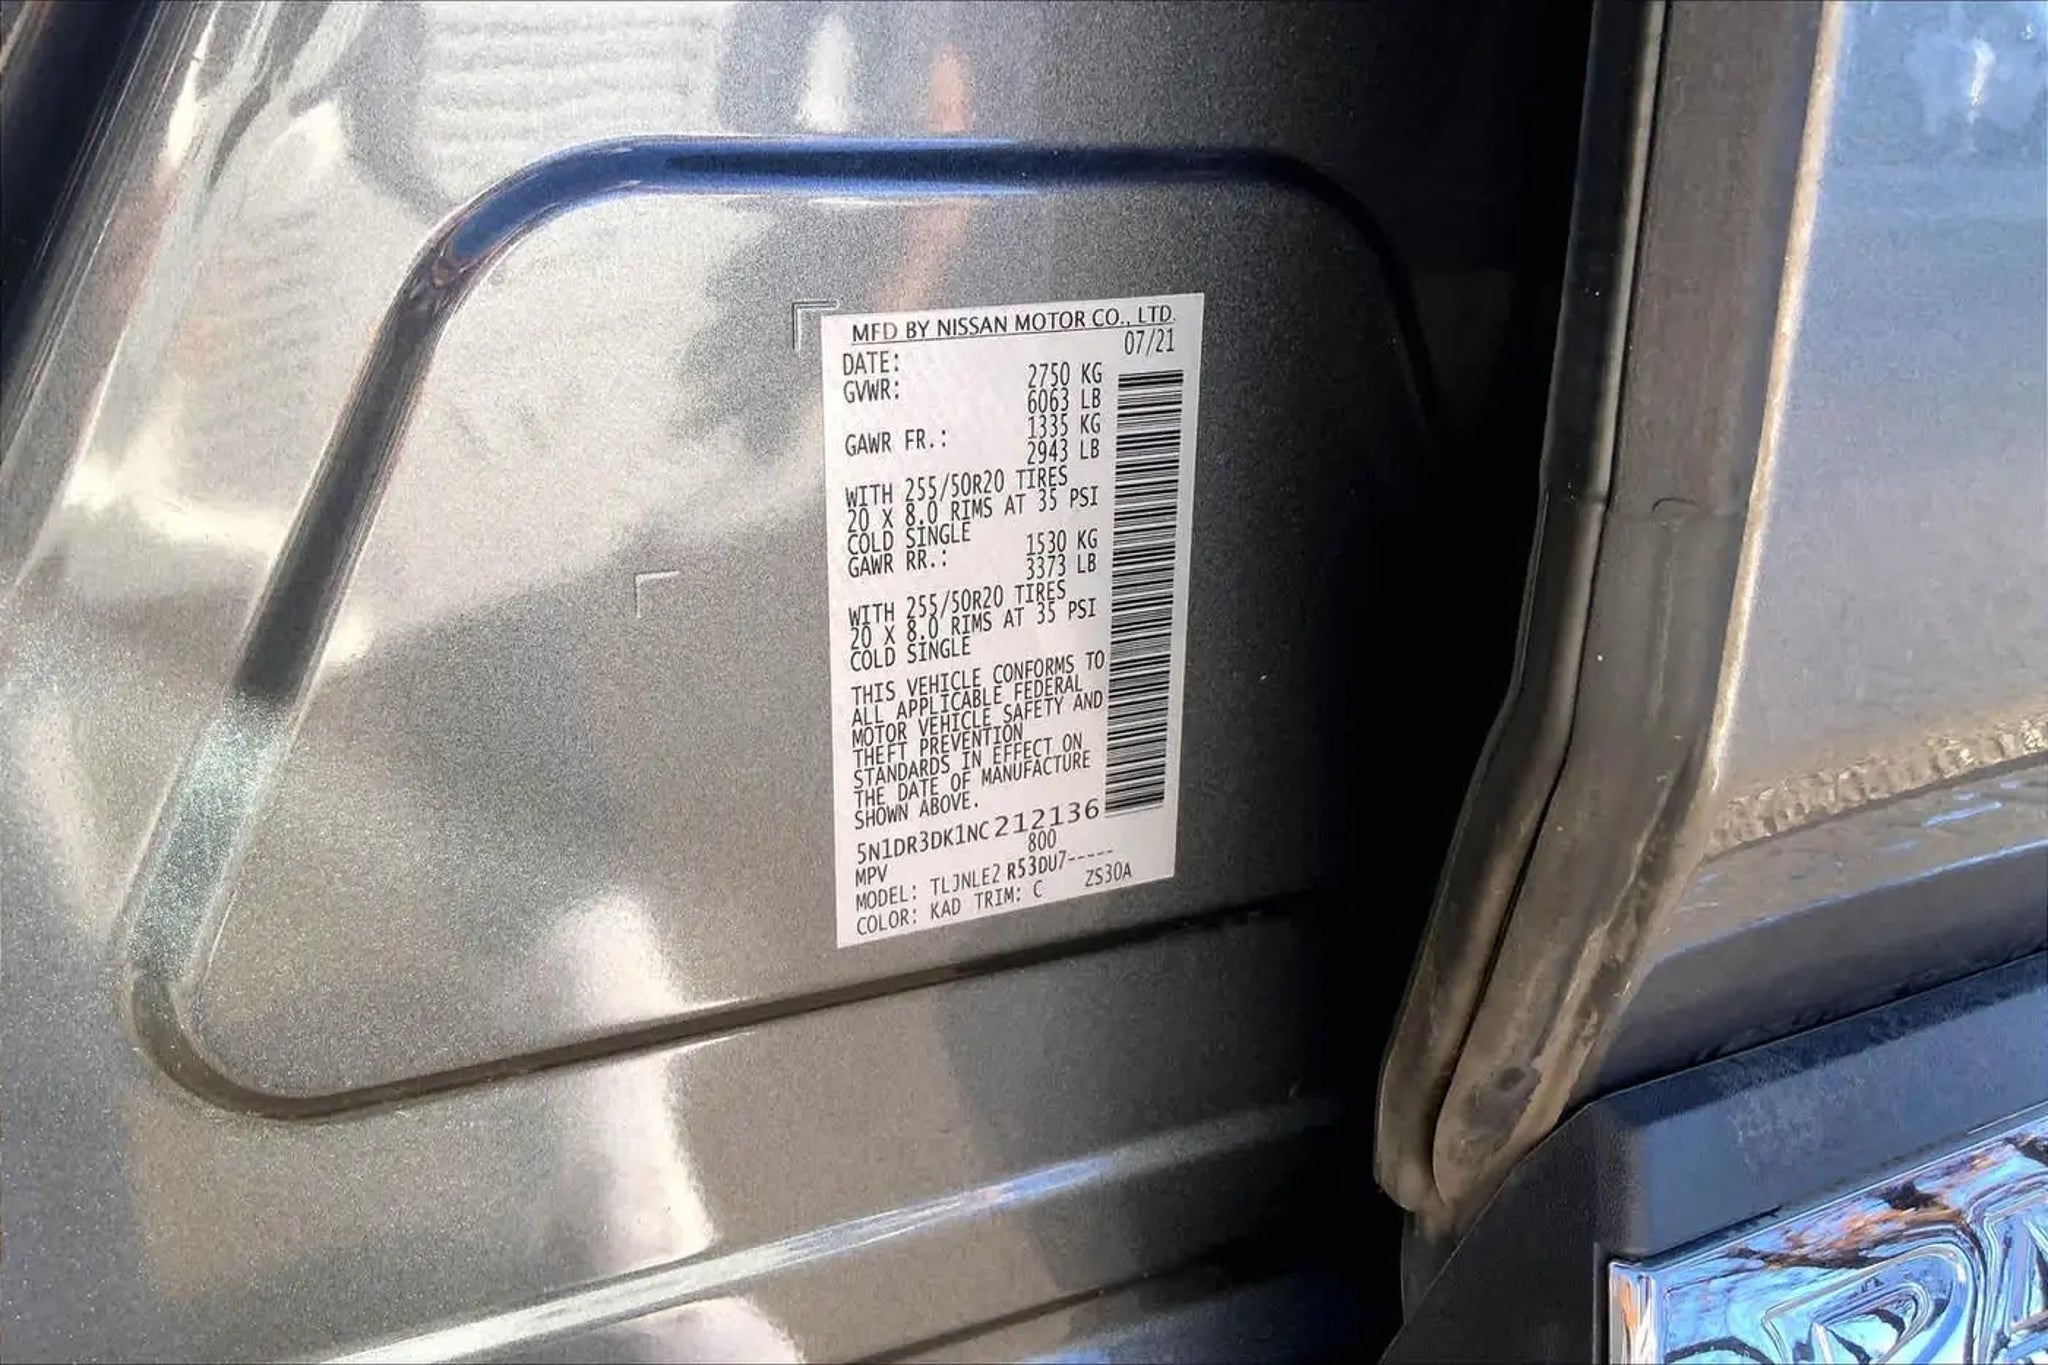 MFD BY NISSAN MOTOR CO., LTD.
DATE: 07/21
GVWR: 2750 KG
6063 LB
GAWR FR.: 1335 KG
2943 LB
WITH 255/50R20 TIRES
20 X 8.0 RIMS AT 35 PSI
COLD SINGLE
GAWR RR.: 1530 KG
3373 LB
WITH 255/50R20 TIRES
20 X 8.0 RIMS AT 35 PSI
COLD SINGLE
THIS VEHICLE CONFORMS TO
ALL APPLICABLE FEDERAL
MOTOR VEHICLE SAFETY AND
THEFT PREVENTION
STANDARDS IN EFFECT ON
THE DATE OF MANUFACTURE
SHOWN ABOVE.
5N1DR3DK1NC212136
MPV 800
MODEL: TLJNLE2 R53DU7-----
COLOR: KAD TRIM: C ZS30A